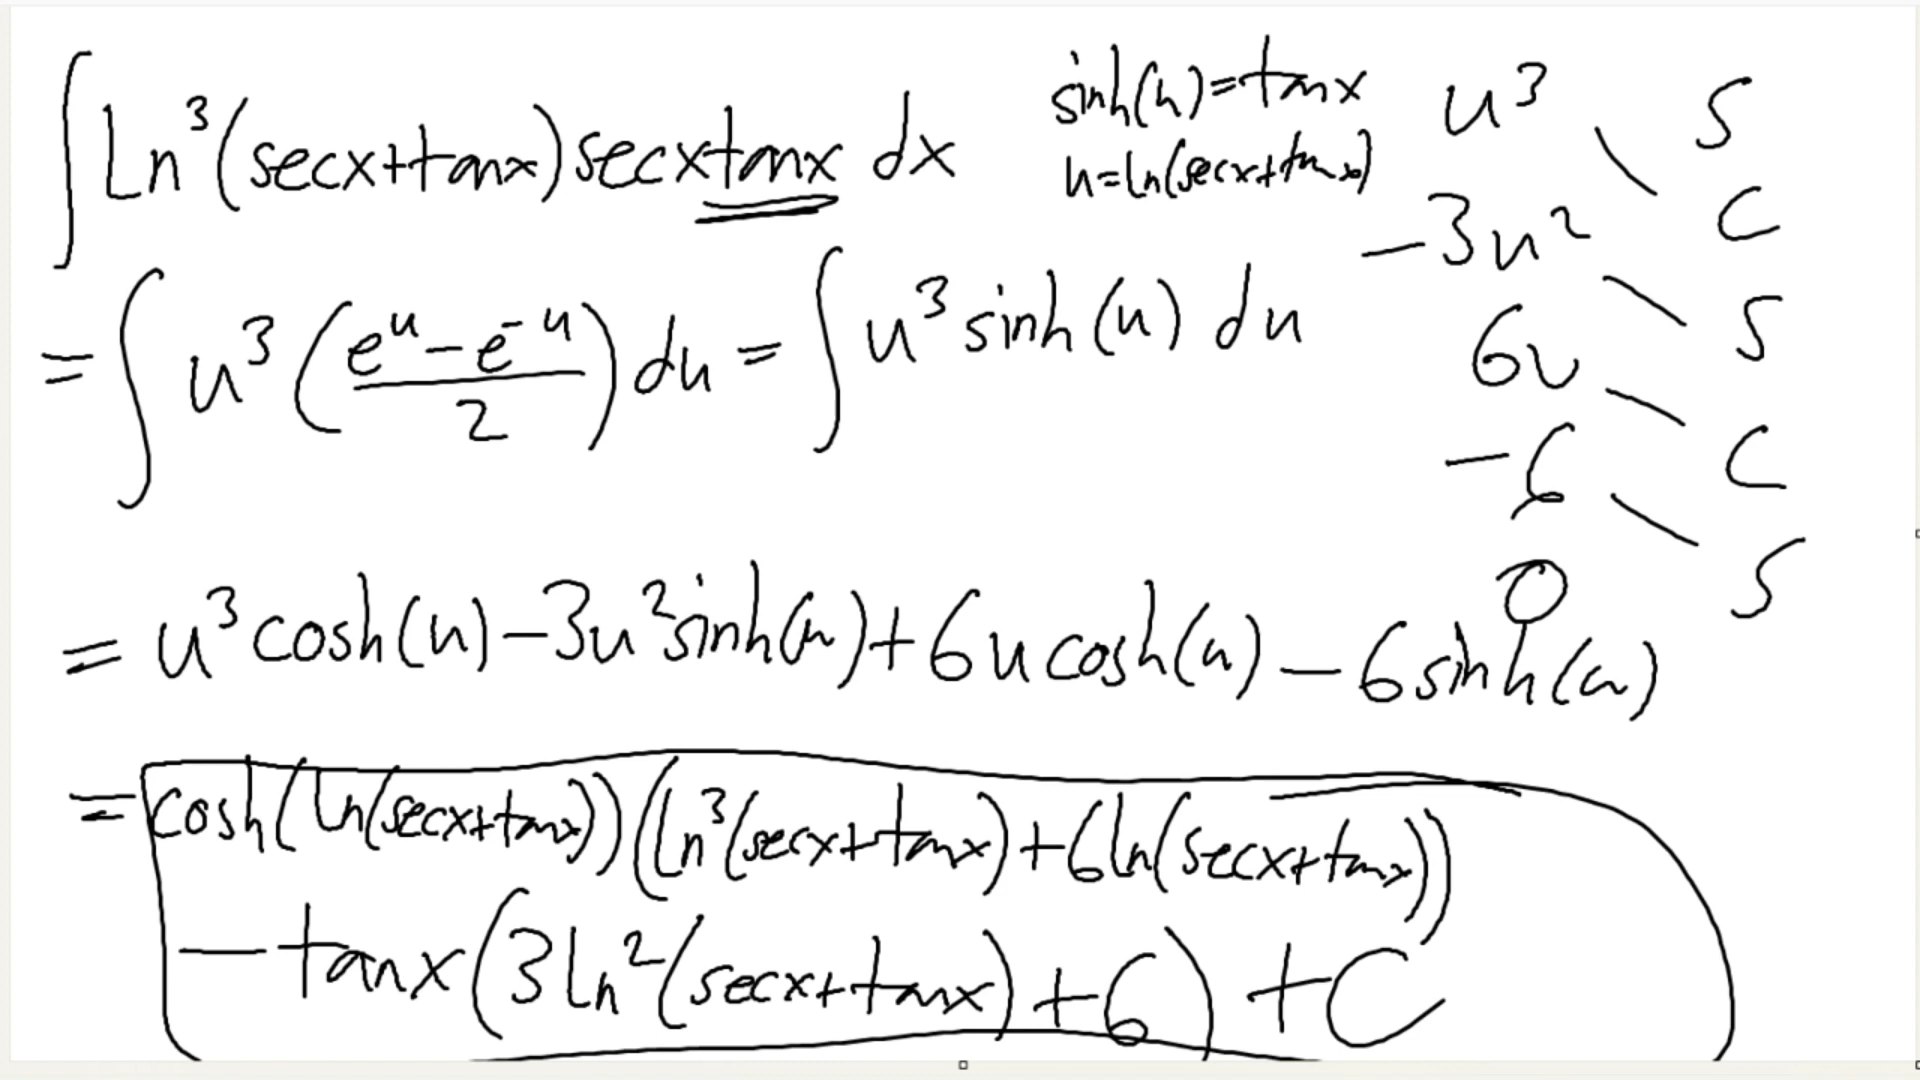 ∫ Ln³(secx+tanx) secxtanx dx
sinh(u)=tanx
u=ln(secx+tanx)
= ∫ u³ ((eᵘ-e⁻ᵘ)/2) du = ∫ u³ sinh(u) du
u³ S
-3u² C
6u S
-6 C
0 S
= u³cosh(u)-3u²sinh(u)+6ucosh(u)-6sinh(u)
= cosh(ln(secx+tanx))(ln³(secx+tanx)+6ln(secx+tanx))
-tanx(3Ln²(secx+tanx)+6)+C